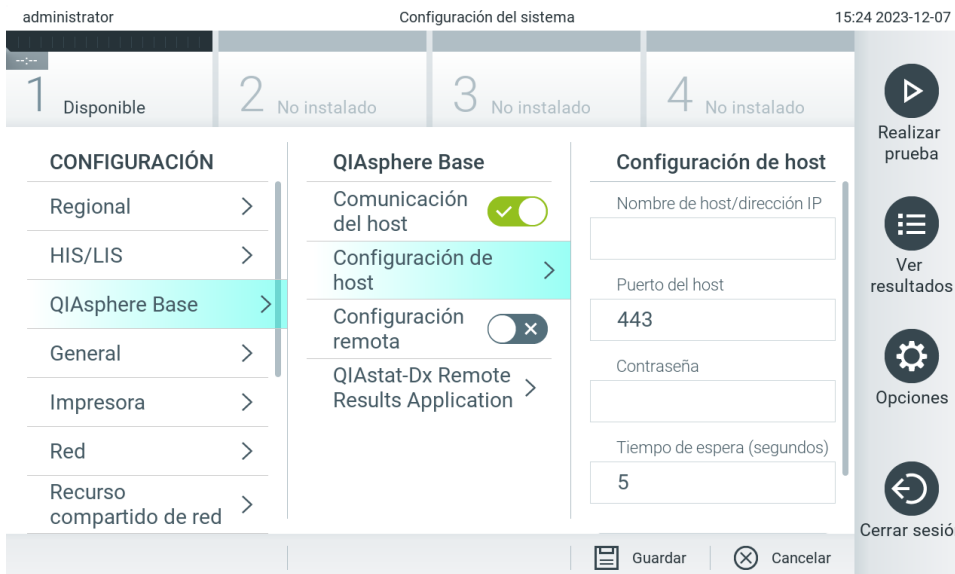 administrator
Configuración del sistema
15:24 2023-12-07
--:--
1 Disponible
2 No instalado
3 No instalado
4 No instalado
CONFIGURACIÓN
Regional
HIS/LIS
QIAsphere Base
General
Impresora
Red
Recurso
compartido de red
QIAsphere Base
Comunicación
del host
Configuración de
host
Configuración
remota
QIAstat-Dx Remote
Results Application
Configuración de host
Nombre de host/dirección IP
Puerto del host
443
Contraseña
Tiempo de espera (segundos)
5
Guardar
Cancelar
Realizar
prueba
Ver
resultados
Opciones
Cerrar sesió